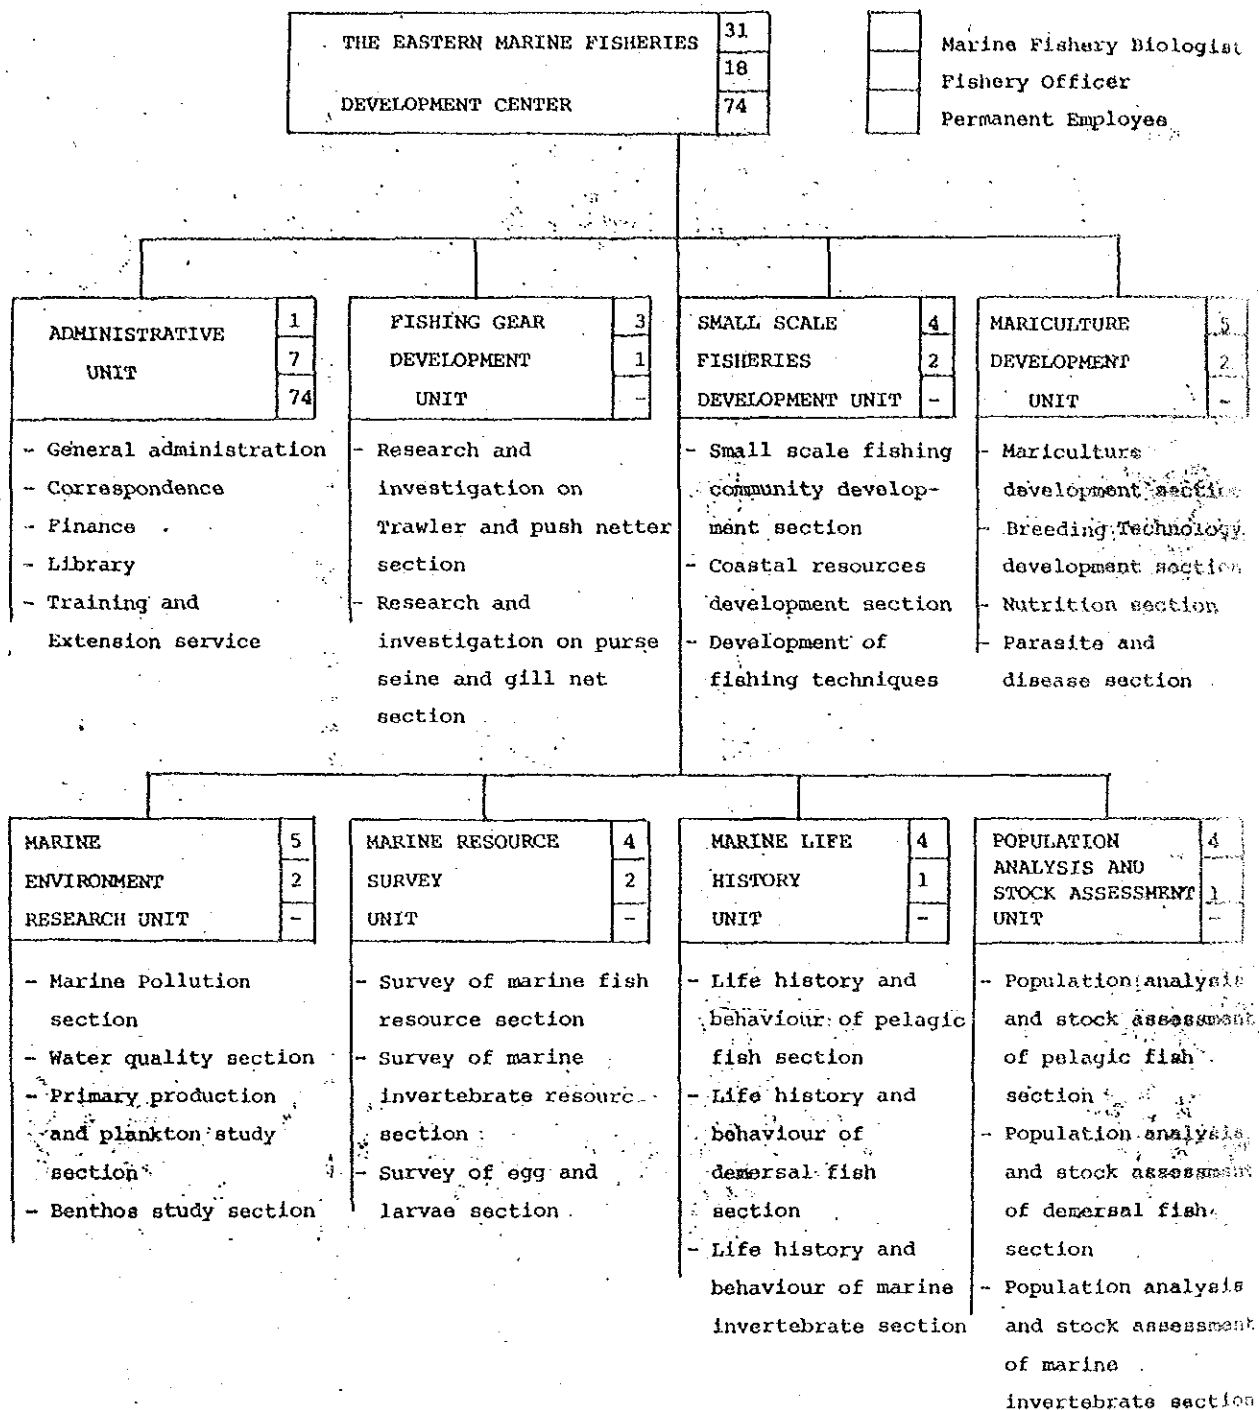 THE EASTERN MARINE FISHERIES
DEVELOPMENT CENTER
31
18
74
Marine Fishery Biologist
Fishery Officer
Permanent Employee
ADMINISTRATIVE
UNIT
1
7
74
- General administration
- Correspondence
- Finance
- Library
- Training and
Extension service
FISHING GEAR
DEVELOPMENT
UNIT
3
1
-
- Research and
investigation on
Trawler and push netter
section
- Research and
investigation on purse
seine and gill net
section
SMALL SCALE
FISHERIES
DEVELOPMENT UNIT
4
2
-
- Small scale fishing
community develop-
ment section
- Coastal resources
development section
- Development of
fishing techniques
MARICULTURE
DEVELOPMENT
UNIT
5
2
-
- Mariculture
development section
- Breeding Technology
development section
- Nutrition section
- Parasite and
disease section
MARINE
ENVIRONMENT
RESEARCH UNIT
5
2
-
- Marine Pollution
section
- Water quality section
- Primary production
and plankton study
section
- Benthos study section
MARINE RESOURCE
SURVEY
UNIT
4
2
-
- Survey of marine fish
resource section
- Survey of marine
invertebrate resourc
section
- Survey of egg and
larvae section
MARINE LIFE
HISTORY
UNIT
4
1
-
- Life history and
behaviour of pelagic
fish section
- Life history and
behaviour of
demersal fish
section
- Life history and
behaviour of marine
invertebrate section
POPULATION
ANALYSIS AND
STOCK ASSESSMENT
UNIT
4
1
-
- Population analysis
and stock assessment
of pelagic fish
section
- Population analysis
and stock assessment
of demersal fish
section
- Population analysis
and stock assessment
of marine
invertebrate section